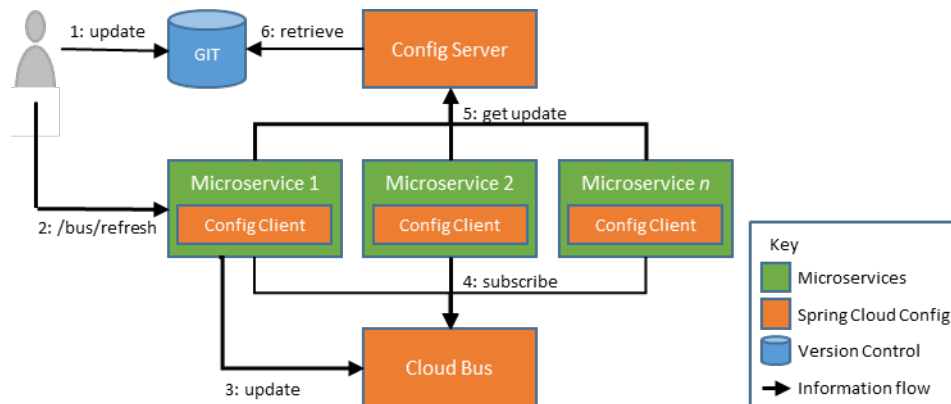 1: update
GIT
6: retrieve
Config Server
5: get update
Microservice 1
Config Client
Microservice 2
Config Client
Microservice n
Config Client
2: /bus/refresh
4: subscribe
3: update
Cloud Bus
Key
Microservices
Spring Cloud Config
Version Control
Information flow